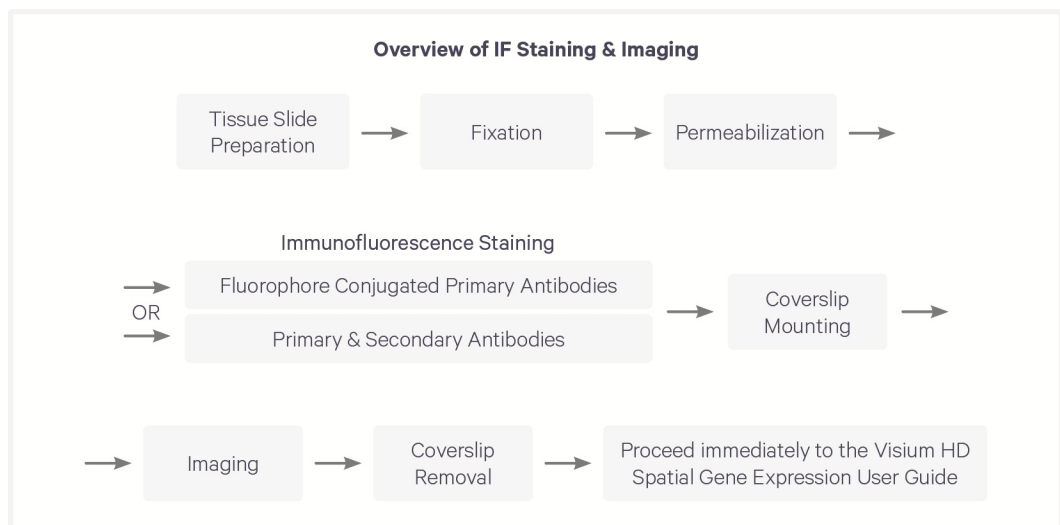 Overview of IF Staining & Imaging
Tissue Slide
Preparation
Fixation
Permeabilization
Immunofluorescence Staining
Fluorophore Conjugated Primary Antibodies
OR
Primary & Secondary Antibodies
Coverslip
Mounting
Imaging
Coverslip
Removal
Proceed immediately to the Visium HD
Spatial Gene Expression User Guide